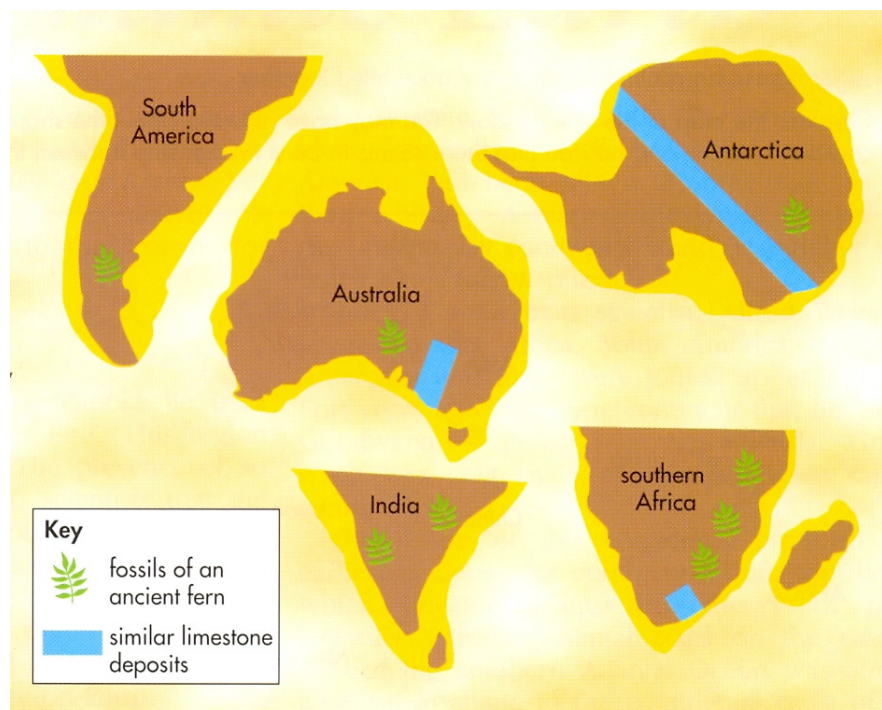 South
America
Antarctica
Australia
India
southern
Africa
Key
fossils of an
ancient fern
similar limestone
deposits